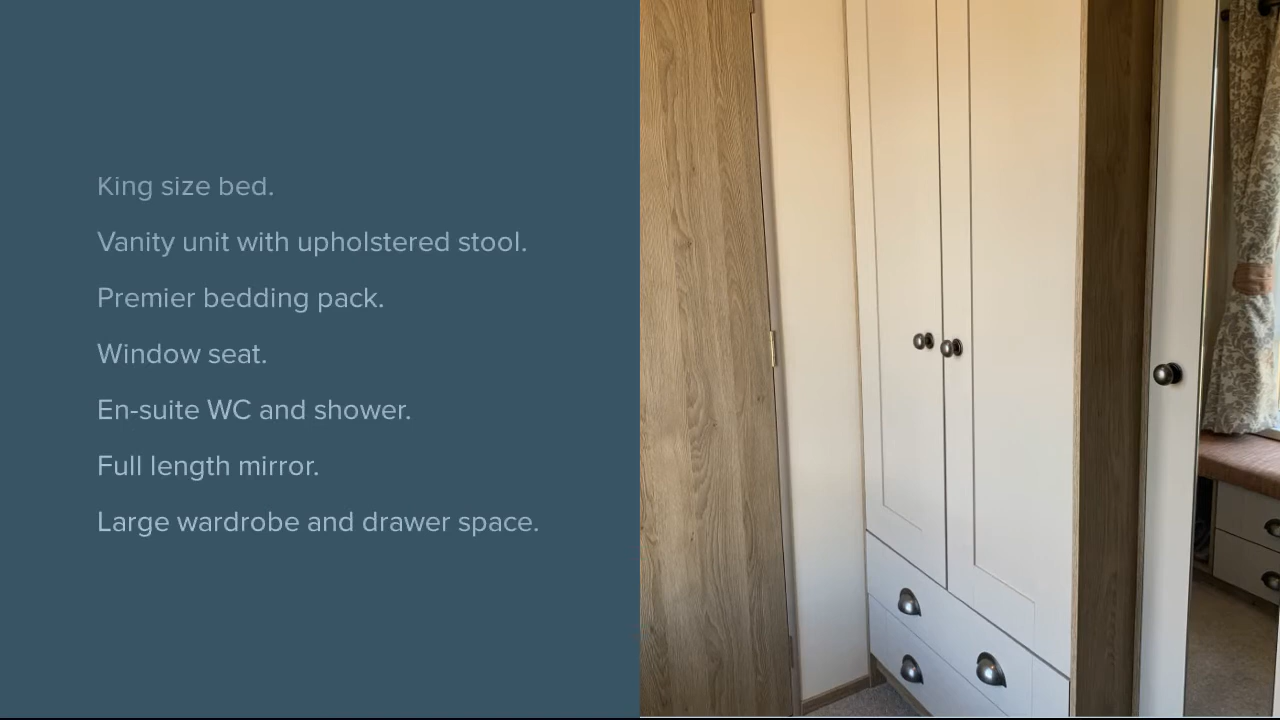 King size bed.
Vanity unit with upholstered stool.
Premier bedding pack.
Window seat.
En-suite WC and shower.
Full length mirror.
Large wardrobe and drawer space.